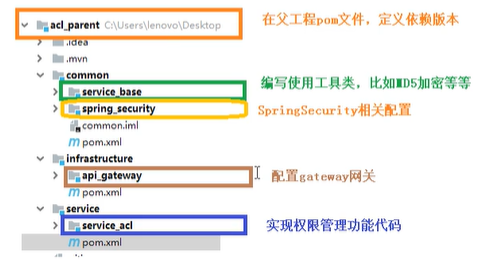 acl_parent C:\Users\lenovo\Desktop
在父工程pom文件，定义依赖版本
.idea
.mvn
common
service_base
编写使用工具类，比如MD5加密等等
spring_security
SpringSecurity相关配置
common.iml
pom.xml
infrastructure
api_gateway
配置gateway网关
pom.xml
service
service_acl
实现权限管理功能代码
pom.xml